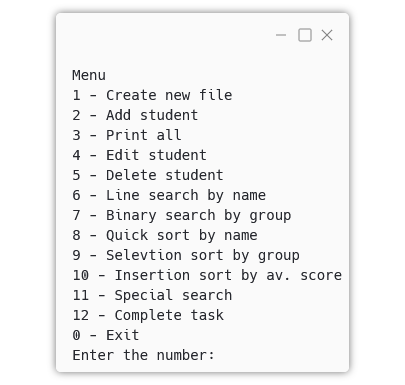 Menu
1 - Create new file
2 - Add student
3 - Print all
4 - Edit student
5 - Delete student
6 - Line search by name
7 - Binary search by group
8 - Quick sort by name
9 - Selevtion sort by group
10 - Insertion sort by av. score
11 - Special search
12 - Complete task
0 - Exit
Enter the number: